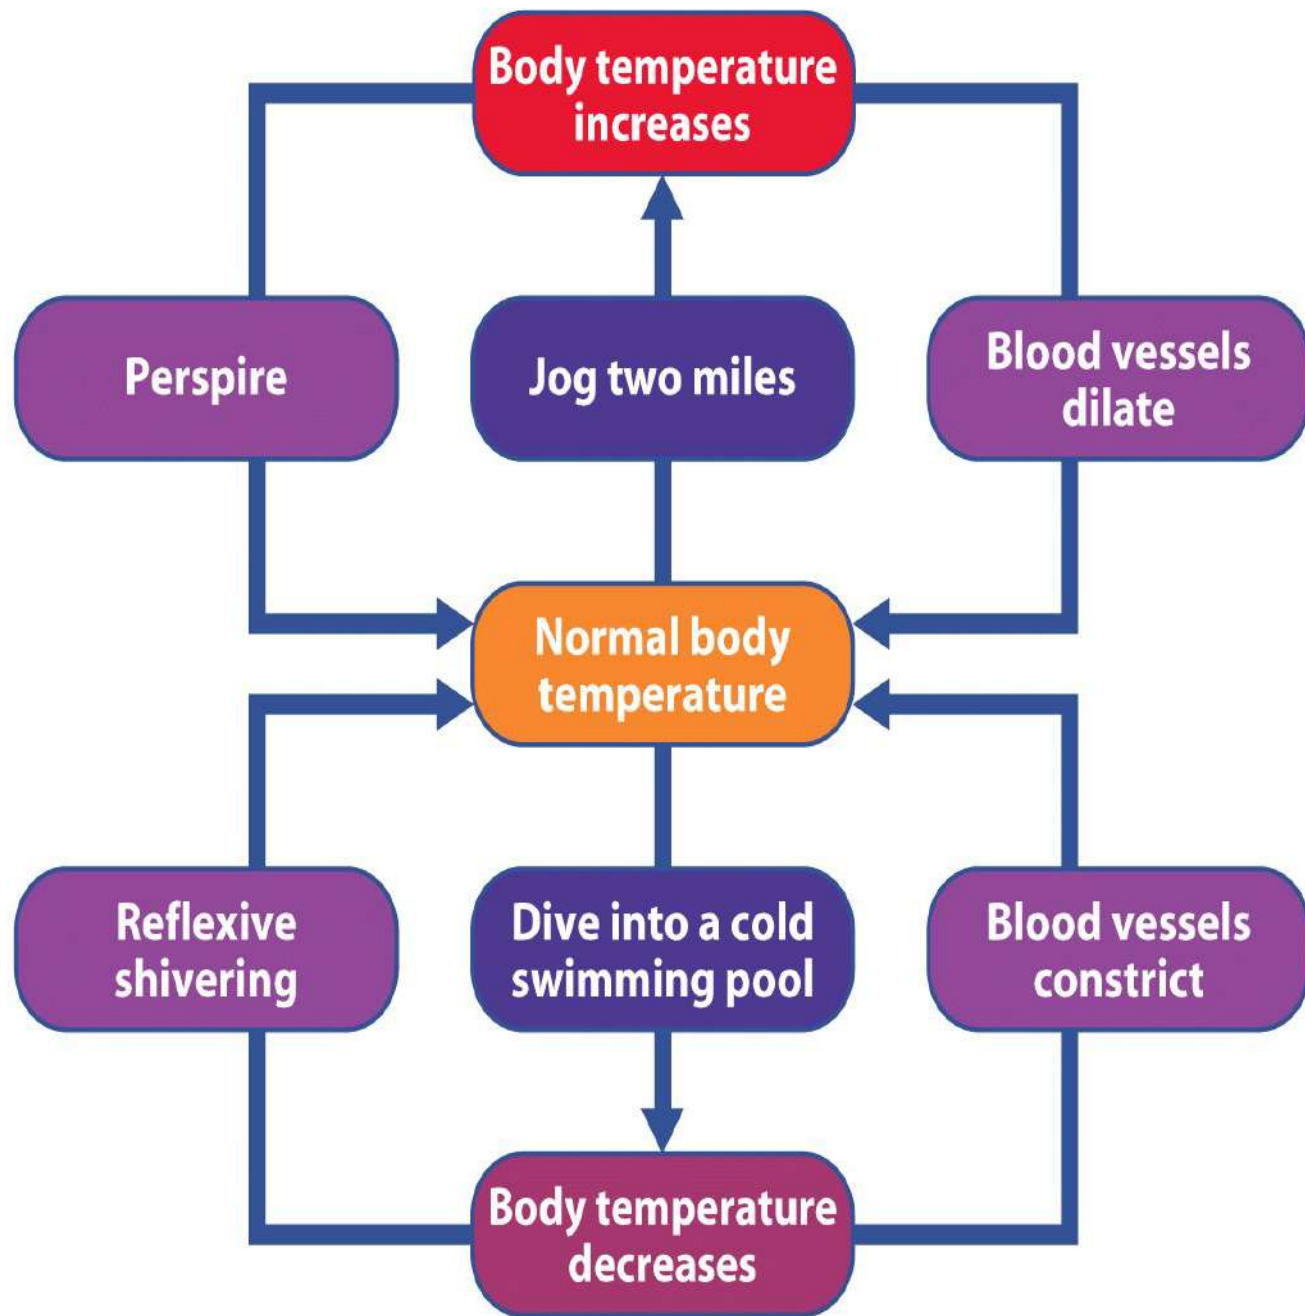 Body temperature
increases
Perspire
Jog two miles
Blood vessels
dilate
Normal body
temperature
Reflexive
shivering
Dive into a cold
swimming pool
Blood vessels
constrict
Body temperature
decreases